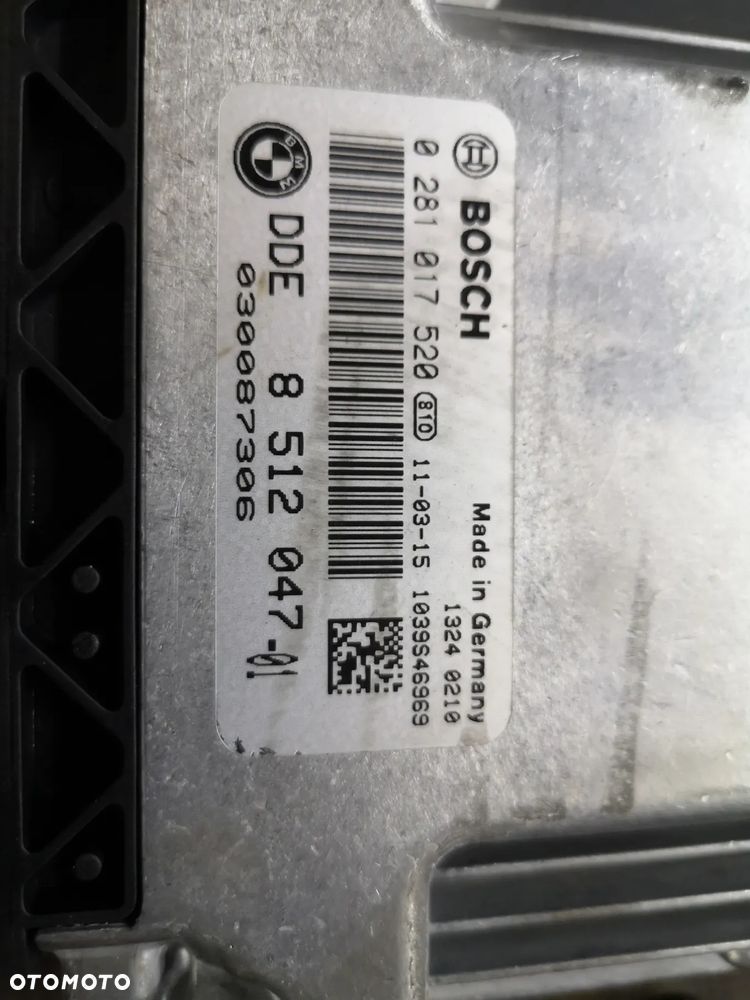 BOSCH
Made in Germany
1324 0210
0 281 017 520 810 11-03-15 1039S46969
BMW
DDE 8 512 047-01
030087306
OTOMOTO